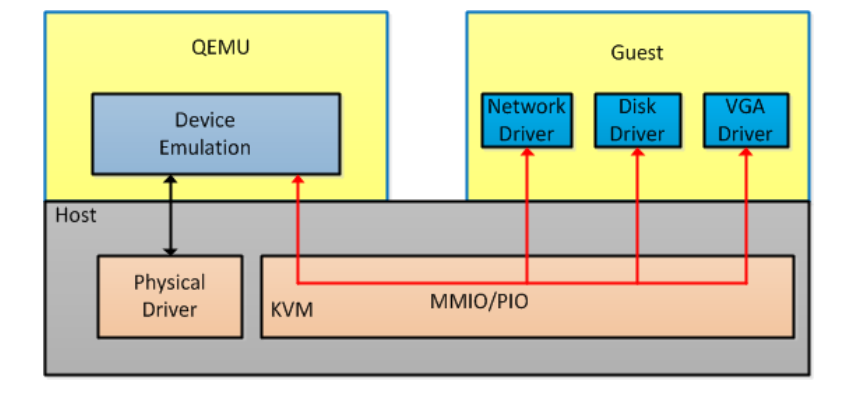 QEMU
Guest
Device
Emulation
Network
Driver
Disk
Driver
VGA
Driver
Host
Physical
Driver
KVM
MMIO/PIO